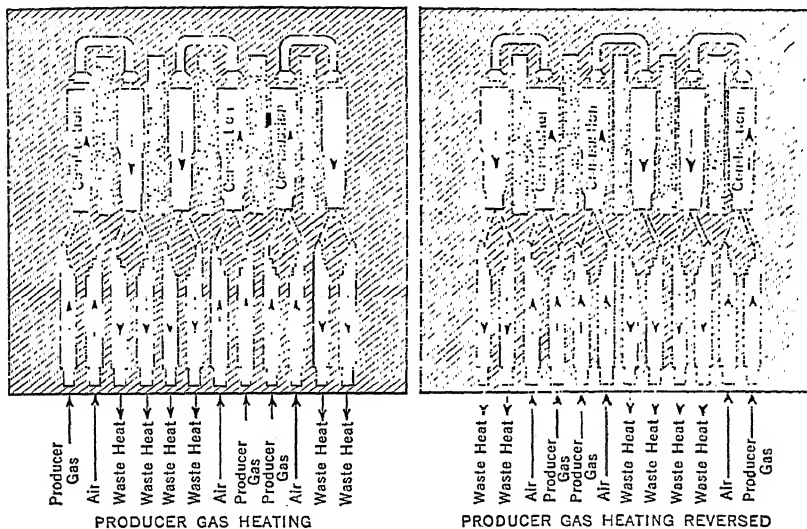 Combustion
Combustion
Combustion
Producer
Gas
Air
Waste Heat
Waste Heat
Waste Heat
Waste Heat
Air
Producer
Gas
Producer
Gas
Air
Waste Heat
Waste Heat
PRODUCER GAS HEATING
Combustion
Combustion
Combustion
Waste Heat
Waste Heat
Air
Producer
Gas
Producer
Gas
Air
Waste Heat
Waste Heat
Waste Heat
Waste Heat
Air
Producer
Gas
PRODUCER GAS HEATING REVERSED